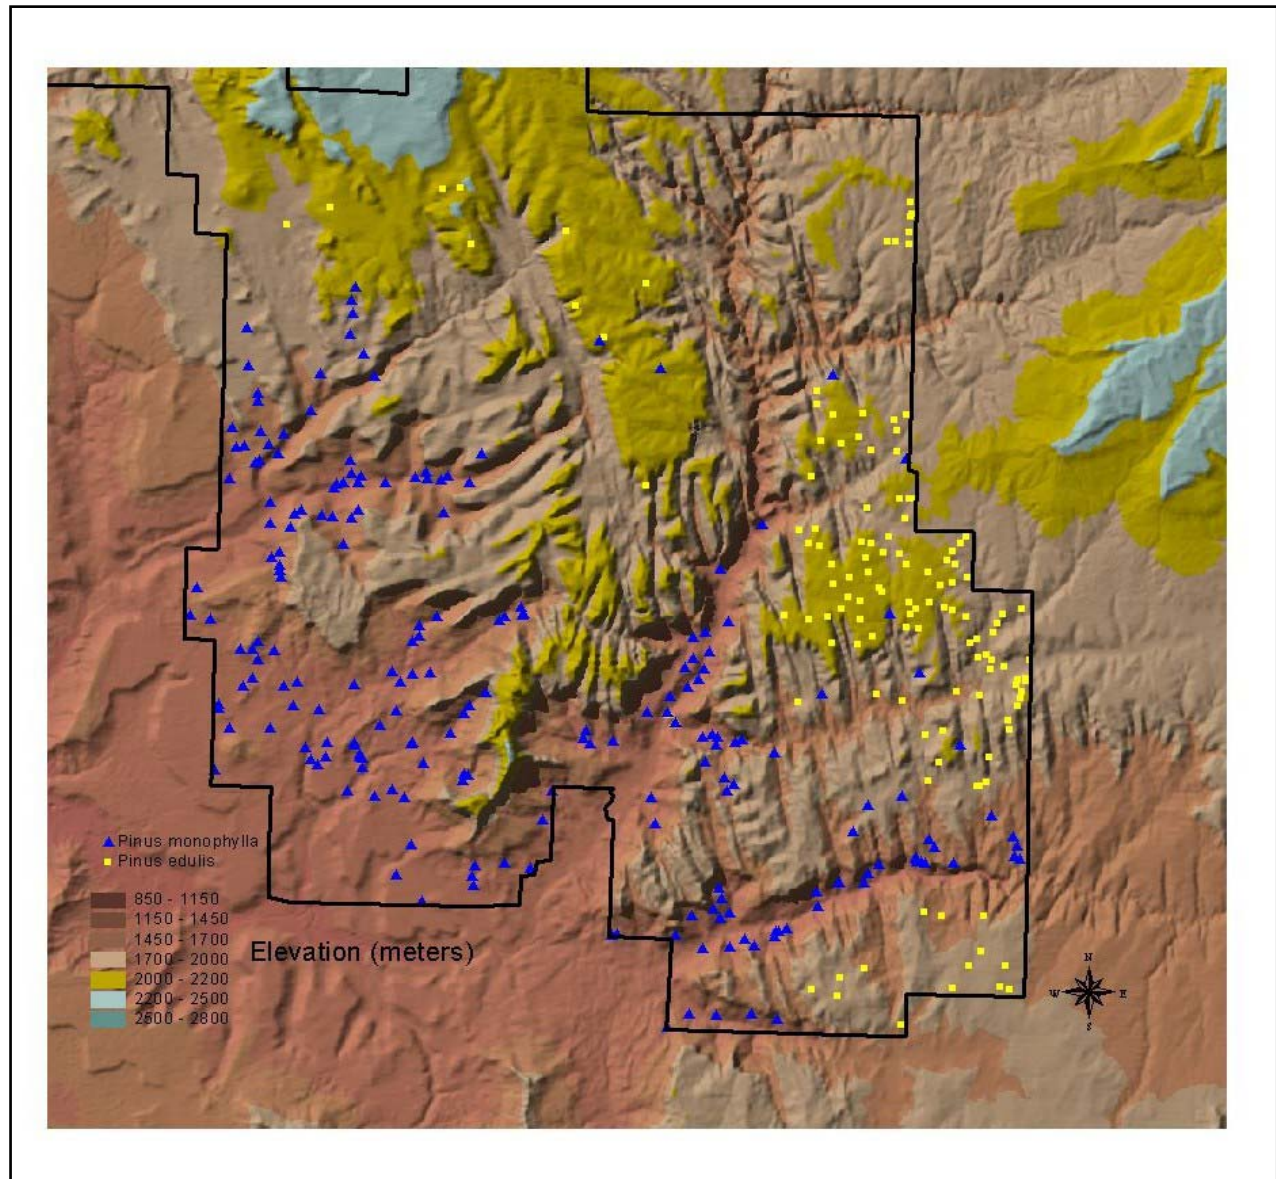 Pinus monophylla
Pinus edulis
850 - 1150
1150 - 1450
1450 - 1700
1700 - 2000
2000 - 2200
2200 - 2500
2500 - 2800
Elevation (meters)
N
W E
S